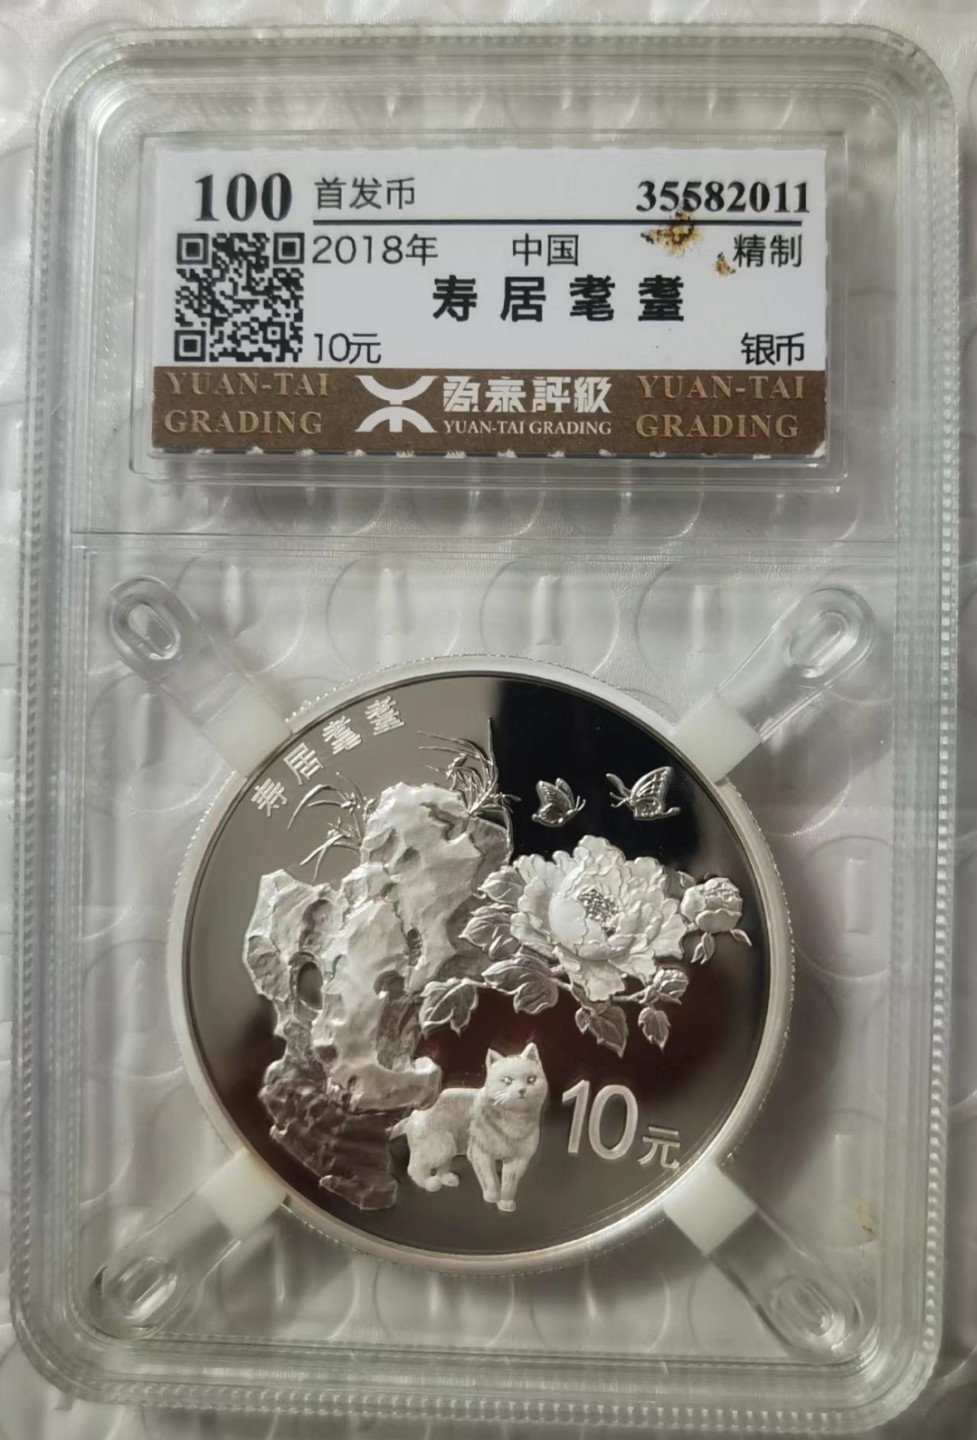 100 首发币 35582011
2018年 中国 精制
寿居耄耋
10元 银币
YUAN-TAI GRADING
源泰評級
YUAN-TAI GRADING
YUAN-TAI GRADING
寿居耄耋
10元